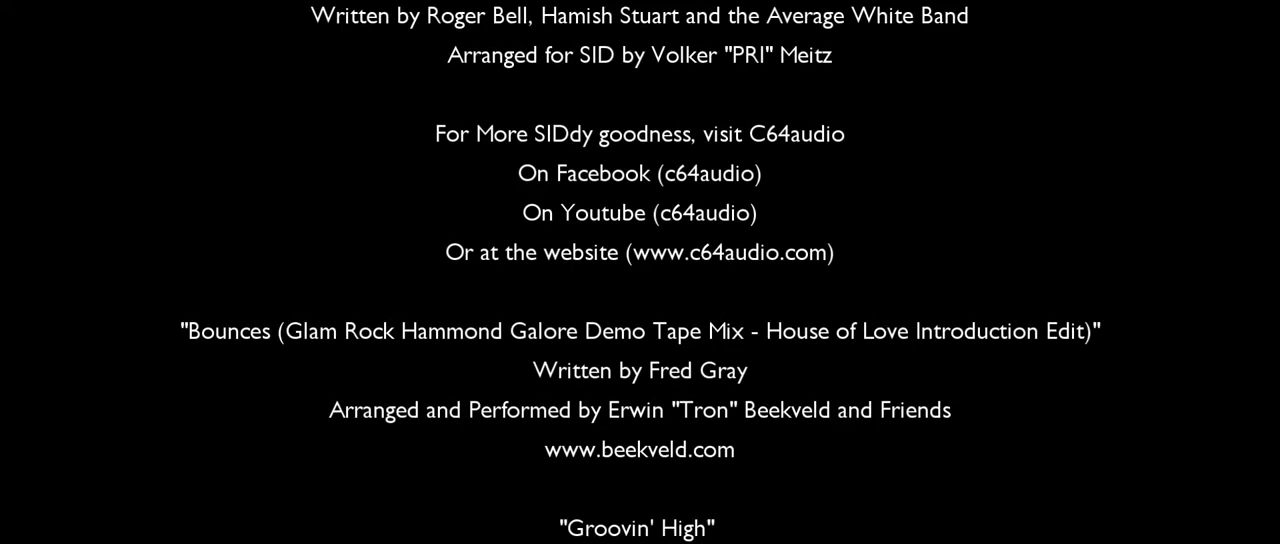 Written by Roger Bell, Hamish Stuart and the Average White Band
Arranged for SID by Volker "PRI" Meitz
For More SIDdy goodness, visit C64audio
On Facebook (c64audio)
On Youtube (c64audio)
Or at the website (www.c64audio.com)
"Bounces (Glam Rock Hammond Galore Demo Tape Mix - House of Love Introduction Edit)"
Written by Fred Gray
Arranged and Performed by Erwin "Tron" Beekveld and Friends
www.beekveld.com
"Groovin' High"